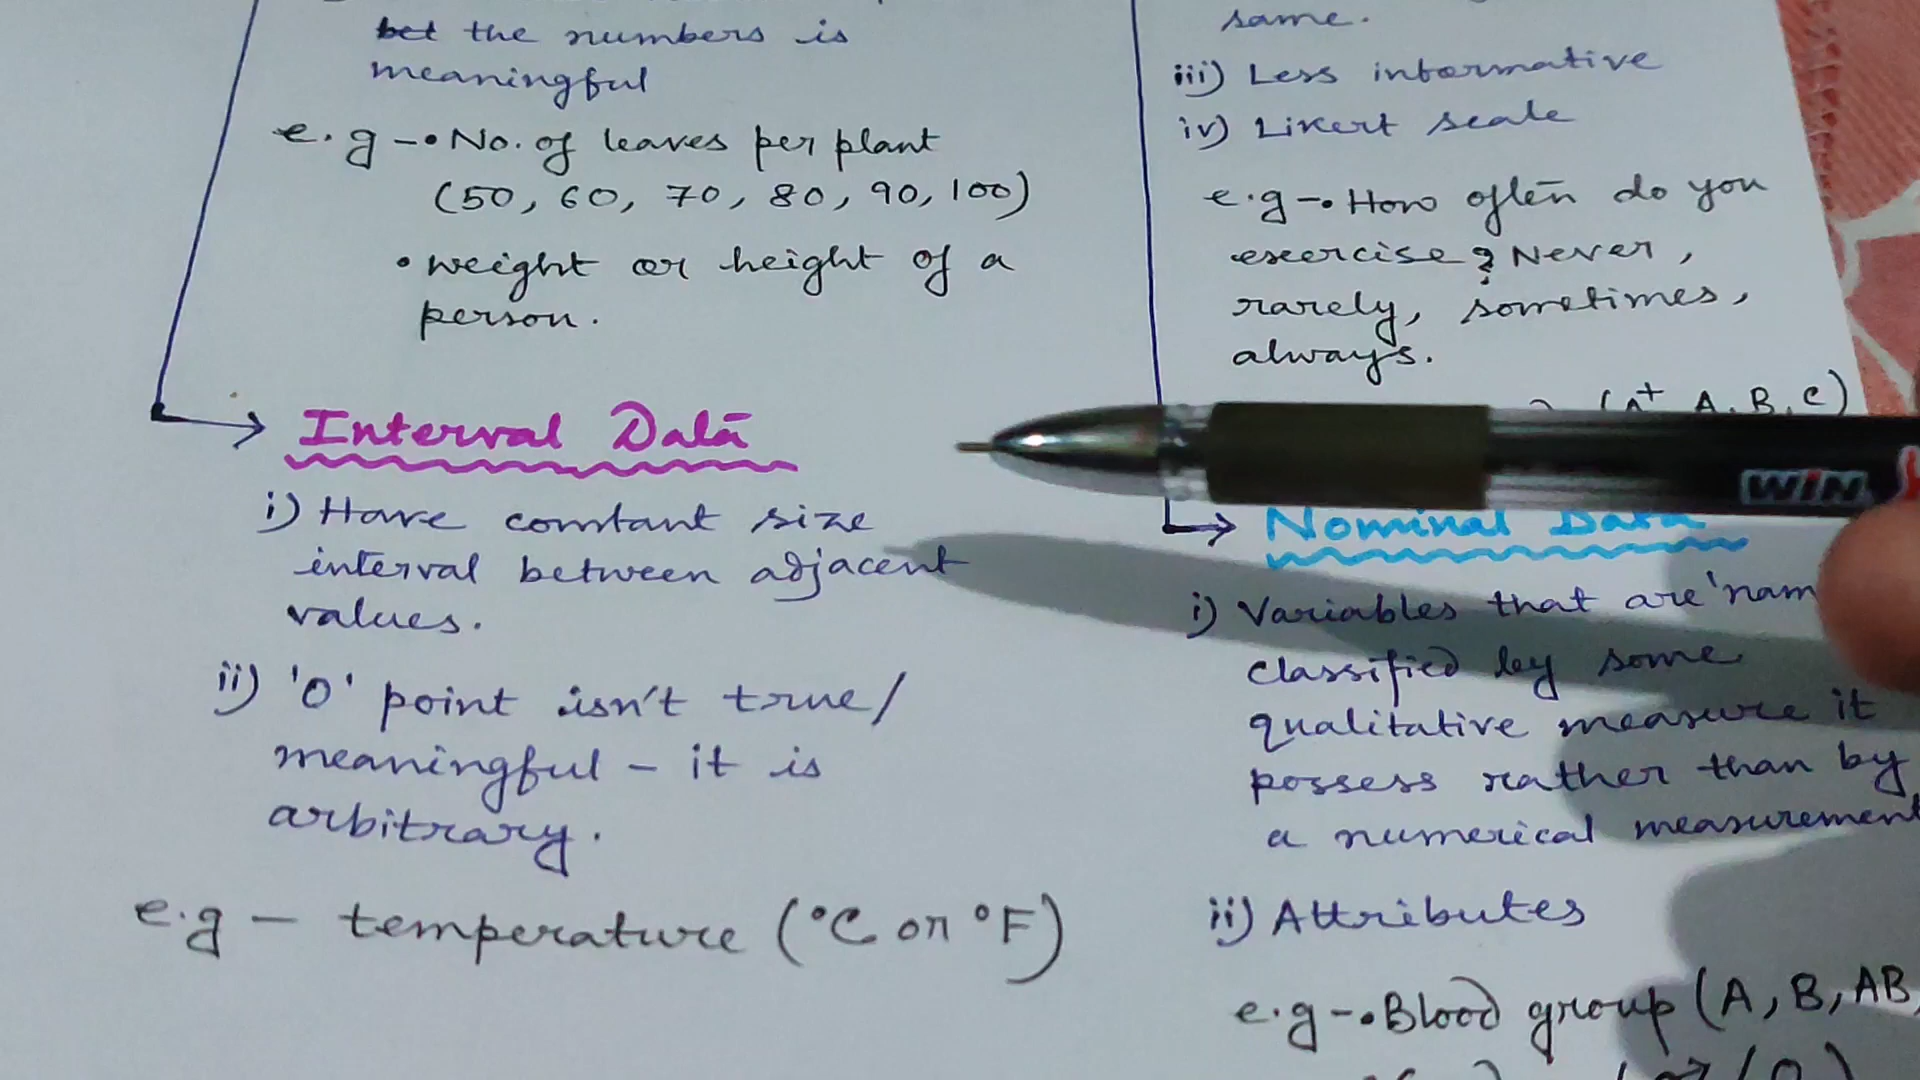 bet the numbers is
meaningful
e.g -• No. of leaves per plant
(50, 60, 70, 80, 90, 100)
• weight or height of a
person.
Interval Data
i) Have constant size
interval between adjacent
values.
ii) '0' point isn't true/
meaningful - it is
arbitrary.
e.g - temperature (°C or °F)
same.
iii) Less informative
iv) Likert scale
e.g -• How often do you
exercise? Never,
rarely, sometimes,
always.
(A+ A, B, C)
WIN
Nominal Data
i) Variables that are 'nam
classified by some
qualitative measure it
possess rather than by
a numerical measurement
ii) Attributes
e.g -• Blood group (A, B, AB,